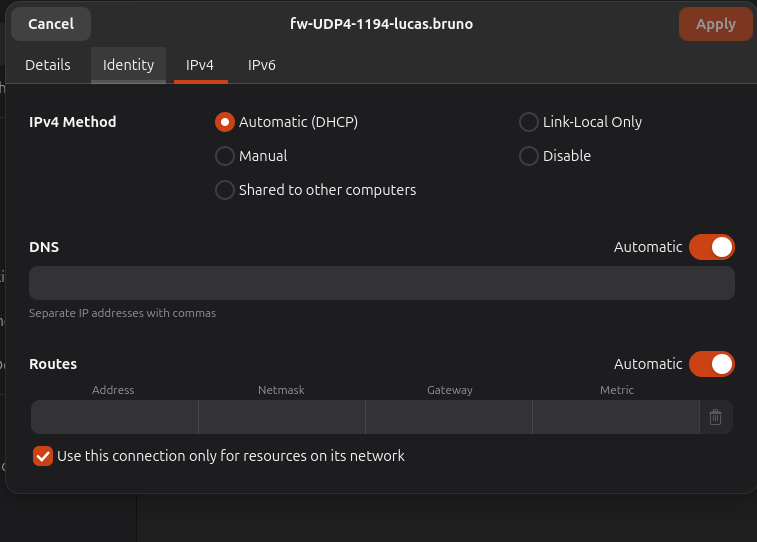 Cancel
fw-UDP4-1194-lucas.bruno
Apply
Details Identity IPv4 IPv6
IPv4 Method
Automatic (DHCP)
Link-Local Only
Manual
Disable
Shared to other computers
DNS
Automatic
Separate IP addresses with commas
Routes
Automatic
Address Netmask Gateway Metric
Use this connection only for resources on its network